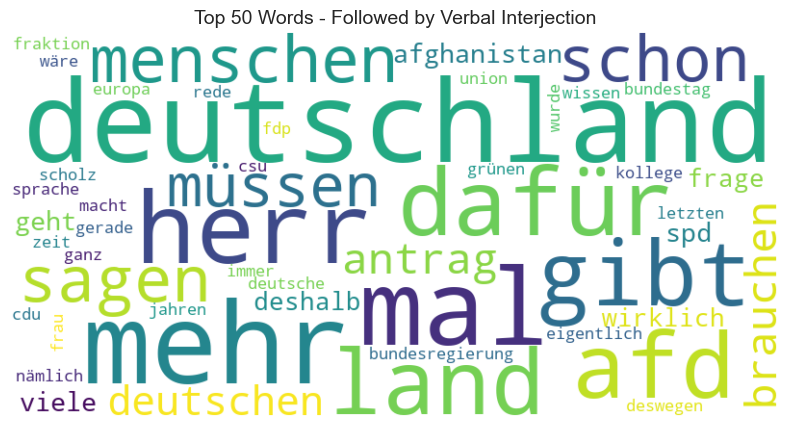 Top 50 Words - Followed by Verbal Interjection
fraktion
menschen
afghanistan
schon
wäre
europa
rede
union
wissen
bundestag
deutschland
fdp
wurde
scholz
csu
müssen
grünen
kollege
frage
sprache
macht
herr
dafür
geht
gerade
letzten
spd
zeit
ganz
antrag
gibt
brauchen
sagen
immer
deutsche
deshalb
mal
cdu
frau
jahren
mehr
wirklich
eigentlich
bundesregierung
nämlich
land
afd
viele
deutschen
deswegen